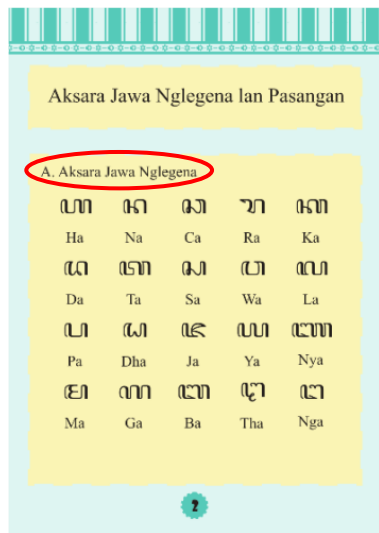 Aksara Jawa Nglegena lan Pasangan
A. Aksara Jawa Nglegena
ꦲ ꦤ ꦕ ꦫ ꦏ
Ha Na Ca Ra Ka
ꦢ ꦠ ꦱ ꦮ ꦭ
Da Ta Sa Wa La
ꦥ ꦝ ꦗ ꦪ ꦚ
Pa Dha Ja Ya Nya
ꦩ ꦒ ꦧ ꦛ ꦔ
Ma Ga Ba Tha Nga
2